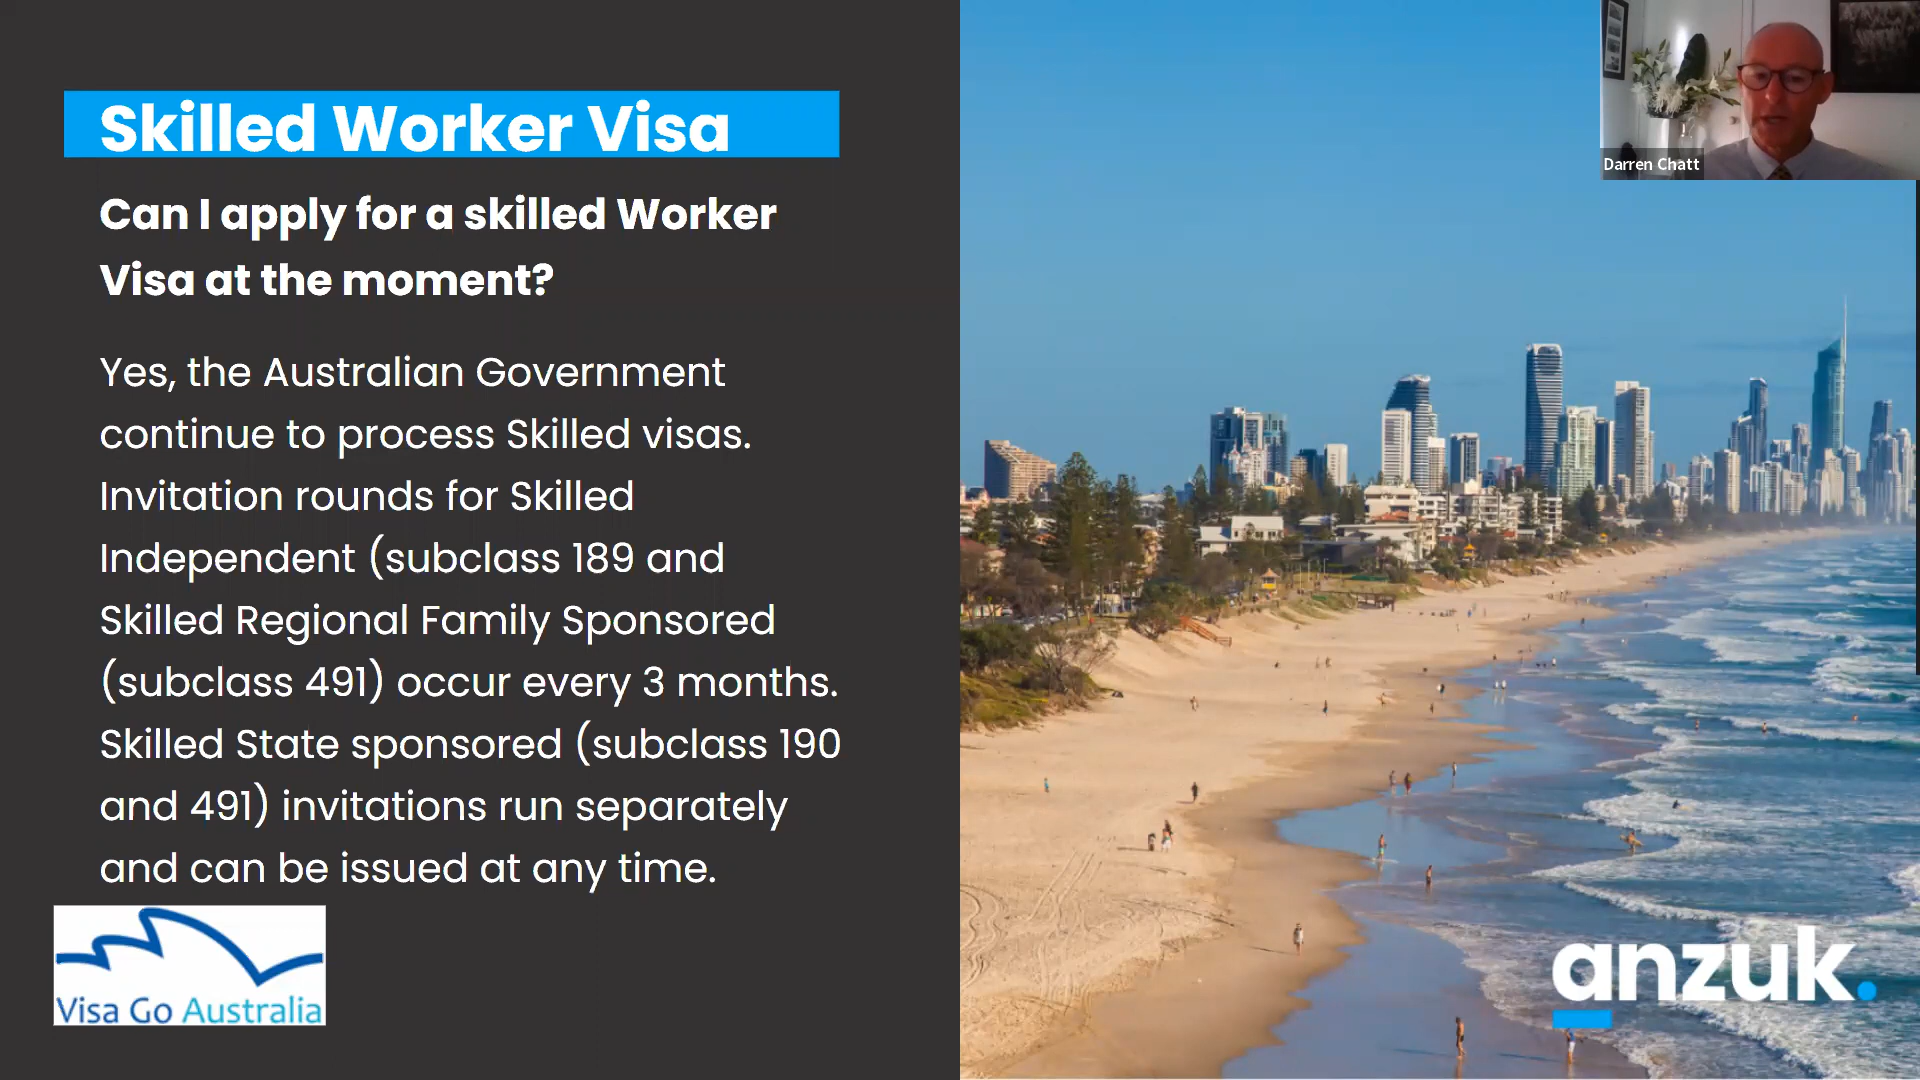 Skilled Worker Visa
Can I apply for a skilled Worker
Visa at the moment?
Yes, the Australian Government
continue to process Skilled visas.
Invitation rounds for Skilled
Independent (subclass 189 and
Skilled Regional Family Sponsored
(subclass 491) occur every 3 months.
Skilled State sponsored (subclass 190
and 491) invitations run separately
and can be issued at any time.
Visa Go Australia
Darren Chatt
anzuk.